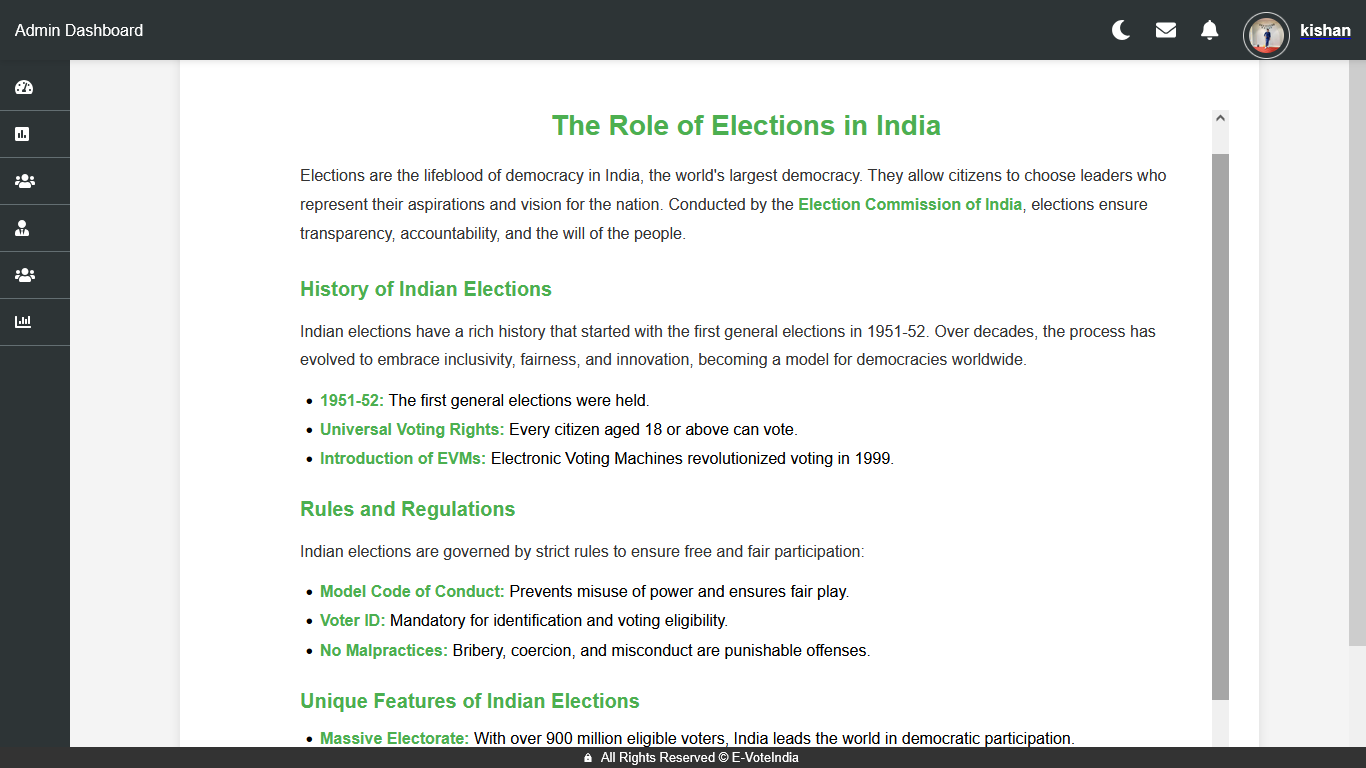 Admin Dashboard
kishan
The Role of Elections in India
Elections are the lifeblood of democracy in India, the world's largest democracy. They allow citizens to choose leaders who
represent their aspirations and vision for the nation. Conducted by the Election Commission of India, elections ensure
transparency, accountability, and the will of the people.
History of Indian Elections
Indian elections have a rich history that started with the first general elections in 1951-52. Over decades, the process has
evolved to embrace inclusivity, fairness, and innovation, becoming a model for democracies worldwide.
• 1951-52: The first general elections were held.
• Universal Voting Rights: Every citizen aged 18 or above can vote.
• Introduction of EVMs: Electronic Voting Machines revolutionized voting in 1999.
Rules and Regulations
Indian elections are governed by strict rules to ensure free and fair participation:
• Model Code of Conduct: Prevents misuse of power and ensures fair play.
• Voter ID: Mandatory for identification and voting eligibility.
• No Malpractices: Bribery, coercion, and misconduct are punishable offenses.
Unique Features of Indian Elections
• Massive Electorate: With over 900 million eligible voters, India leads the world in democratic participation.
All Rights Reserved © E-VoteIndia